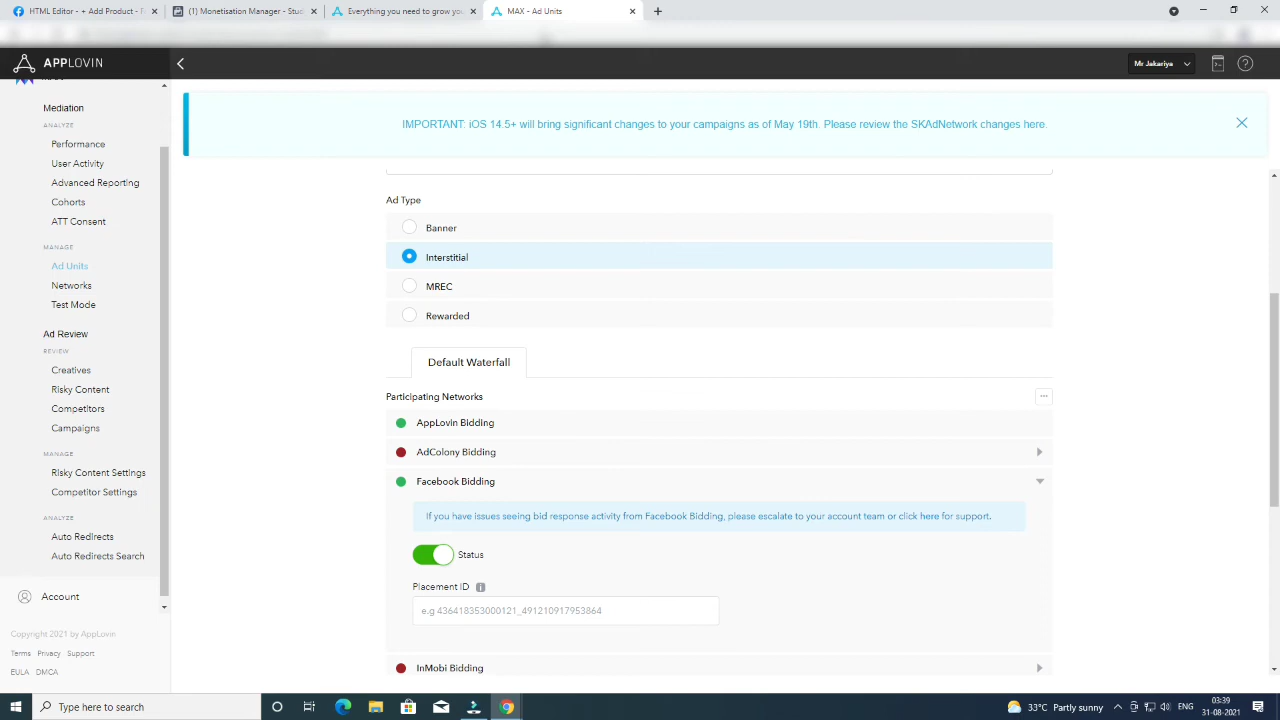 HTML Editor - + Add Product - F
(1) Monetisation Manager - Stud
Everything you need to grow you
MAX - Ad Units
APPLOVIN
Mr Jakariya
IMPORTANT: iOS 14.5+ will bring significant changes to your campaigns as of May 19th. Please review the SKAdNetwork changes here.
Mediation
ANALYZE
Performance
User Activity
Advanced Reporting
Cohorts
ATT Consent
MANAGE
Ad Units
Networks
Test Mode
Ad Review
REVIEW
Creatives
Risky Content
Competitors
Campaigns
MANAGE
Risky Content Settings
Competitor Settings
ANALYZE
Auto Redirects
Auto Redirects Search
Account
Copyright 2021 by AppLovin
Terms Privacy Support
EULA DMCA
Ad Type
Banner
Interstitial
MREC
Rewarded
Default Waterfall
Participating Networks
AppLovin Bidding
AdColony Bidding
Facebook Bidding
If you have issues seeing bid response activity from Facebook Bidding, please escalate to your account team or click here for support.
Status
Placement ID
e.g 436418353000121_491210917953864
InMobi Bidding
Type here to search
33°C Partly sunny
ENG
03:39
31-08-2021